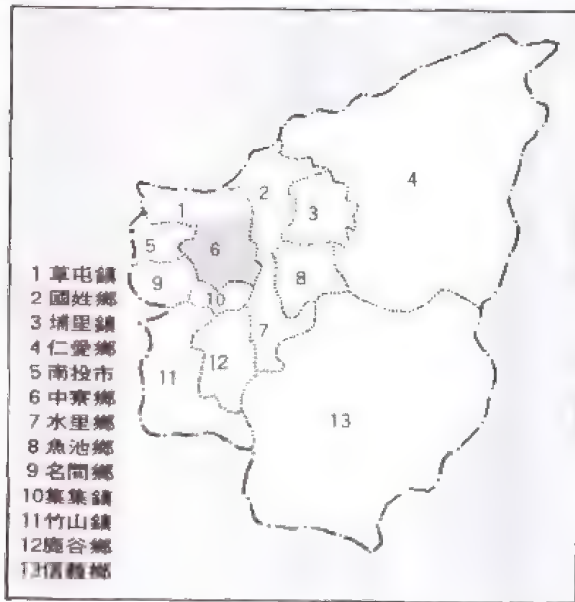 1
2
3
4
5
6
7
8
9
10
11
12
13
1 草屯鎮
2 國姓鄉
3 埔里鎮
4 仁愛鄉
5 南投市
6 中寮鄉
7 水里鄉
8 魚池鄉
9 名間鄉
10 集集鎮
11 竹山鎮
12 鹿谷鄉
13 信義鄉